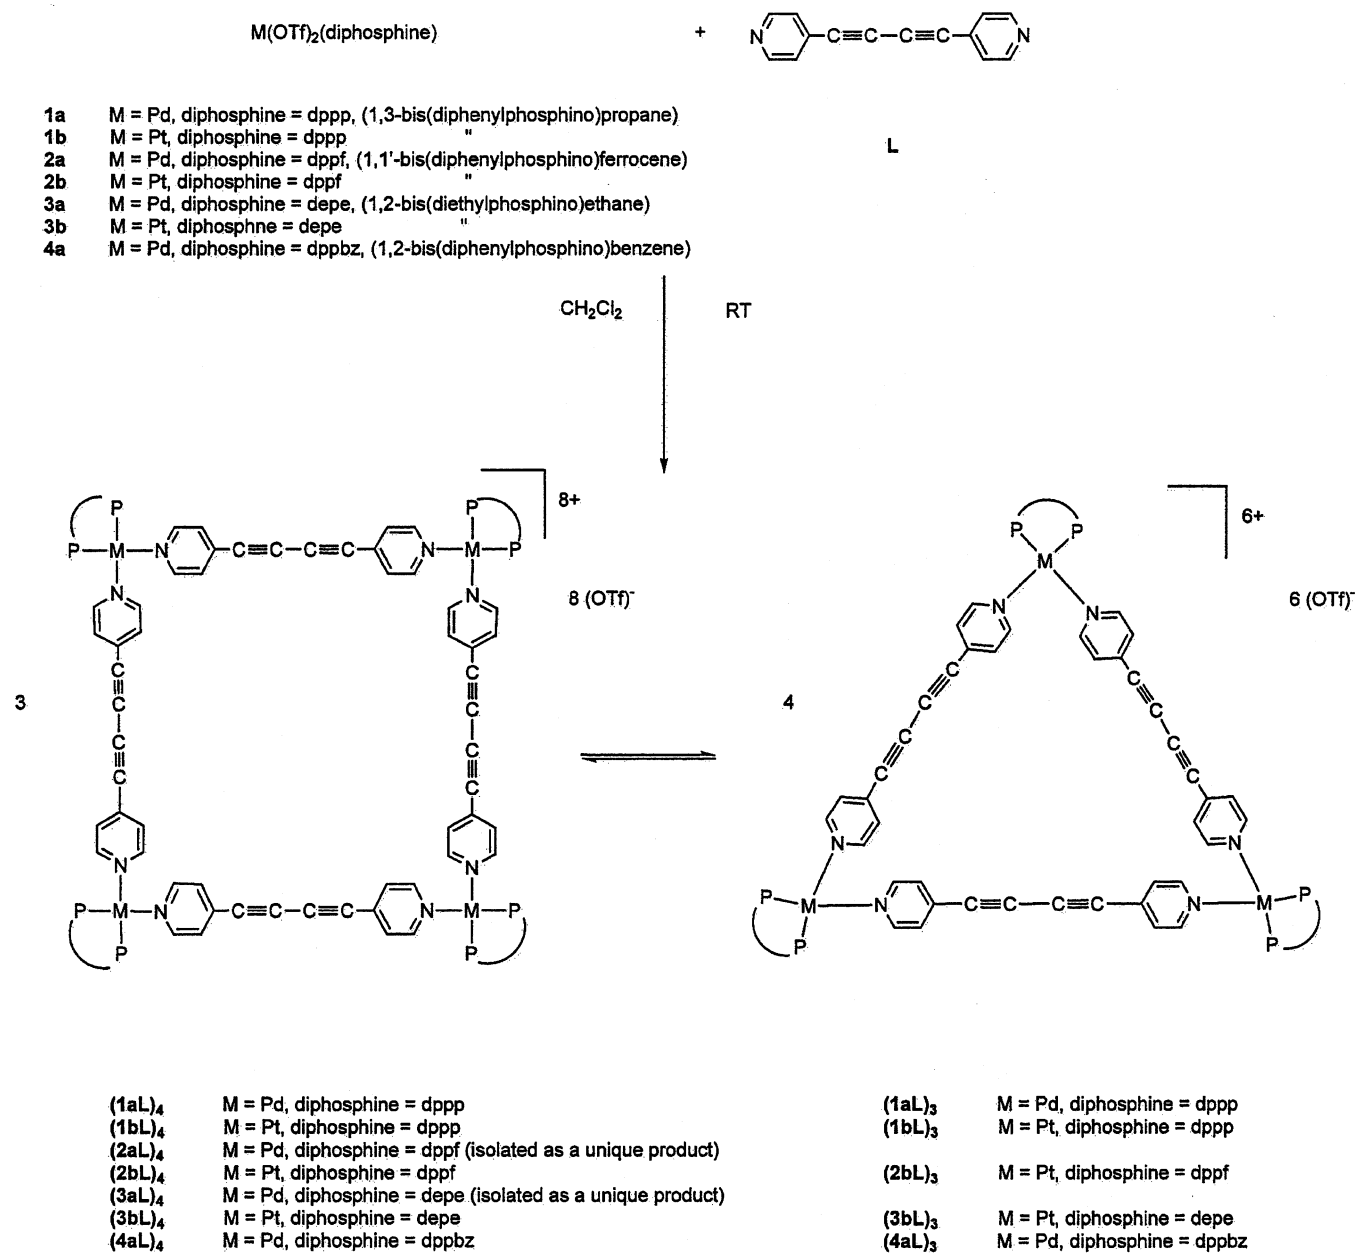 M(OTf)₂(diphosphine) + N C≡C C≡C N
1a M = Pd, diphosphine = dppp, (1,3-bis(diphenylphosphino)propane)
1b M = Pt, diphosphine = dppp "
L
2a M = Pd, diphosphine = dppf, (1,1'-bis(diphenylphosphino)ferrocene)
2b M = Pt, diphosphine = dppf "
3a M = Pd, diphosphine = depe, (1,2-bis(diethylphosphino)ethane)
3b M = Pt, diphosphne = depe "
4a M = Pd, diphosphine = dppbz, (1,2-bis(diphenylphosphino)benzene)
CH₂Cl₂ RT
3
P P
P M N C≡C C≡C N M P
N N
C C
C C
C C
C C
N N
P M N C≡C C≡C N M P
P P
8+
8 (OTf)⁻
4
P P
M
N N
C C
C C
C C
C C
N N
P M N C≡C C≡C N M P
P P
6+
6 (OTf)⁻
(1aL)₄ M = Pd, diphosphine = dppp
(1bL)₄ M = Pt, diphosphine = dppp
(2aL)₄ M = Pd, diphosphine = dppf (isolated as a unique product)
(2bL)₄ M = Pt, diphosphine = dppf
(3aL)₄ M = Pd, diphosphine = depe (isolated as a unique product)
(3bL)₄ M = Pt, diphosphine = depe
(4aL)₄ M = Pd, diphosphine = dppbz
(1aL)₃ M = Pd, diphosphine = dppp
(1bL)₃ M = Pt, diphosphine = dppp
(2bL)₃ M = Pt, diphosphine = dppf
(3bL)₃ M = Pt, diphosphine = depe
(4aL)₃ M = Pd, diphosphine = dppbz